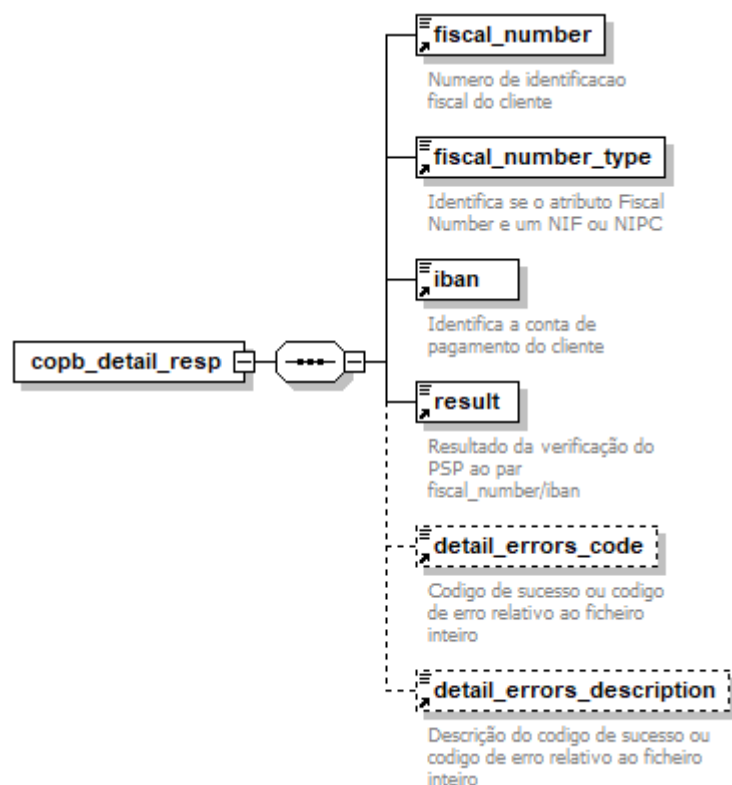 fiscal_number
Numero de identificacao
fiscal do cliente
fiscal_number_type
Identifica se o atributo Fiscal
Number e um NIF ou NIPC
iban
Identifica a conta de
pagamento do cliente
copb_detail_resp
result
Resultado da verificação do
PSP ao par
fiscal_number/iban
detail_errors_code
Codigo de sucesso ou codigo
de erro relativo ao ficheiro
inteiro
detail_errors_description
Descrição do codigo de sucesso ou
codigo de erro relativo ao ficheiro
inteiro